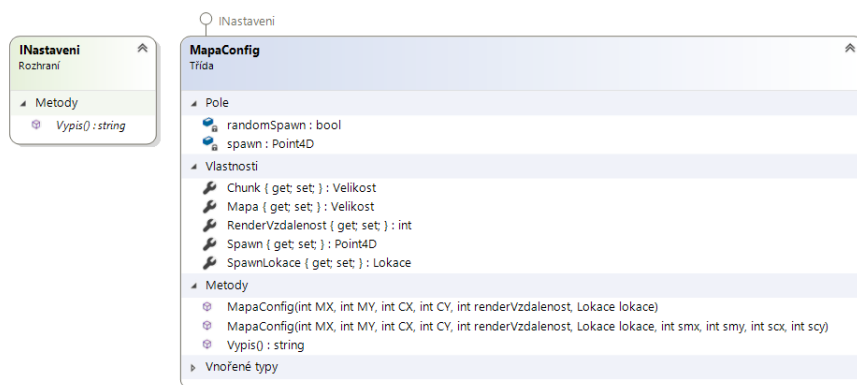 INastaveni
INastaveni
Rozhraní
Metody
Vypis() : string
MapaConfig
Třída
Pole
randomSpawn : bool
spawn : Point4D
Vlastnosti
Chunk { get; set; } : Velikost
Mapa { get; set; } : Velikost
RenderVzdalenost { get; set; } : int
Spawn { get; set; } : Point4D
SpawnLokace { get; set; } : Lokace
Metody
MapaConfig(int MX, int MY, int CX, int CY, int renderVzdalenost, Lokace lokace)
MapaConfig(int MX, int MY, int CX, int CY, int renderVzdalenost, Lokace lokace, int smx, int smy, int scx, int scy)
Vypis() : string
Vnořené typy